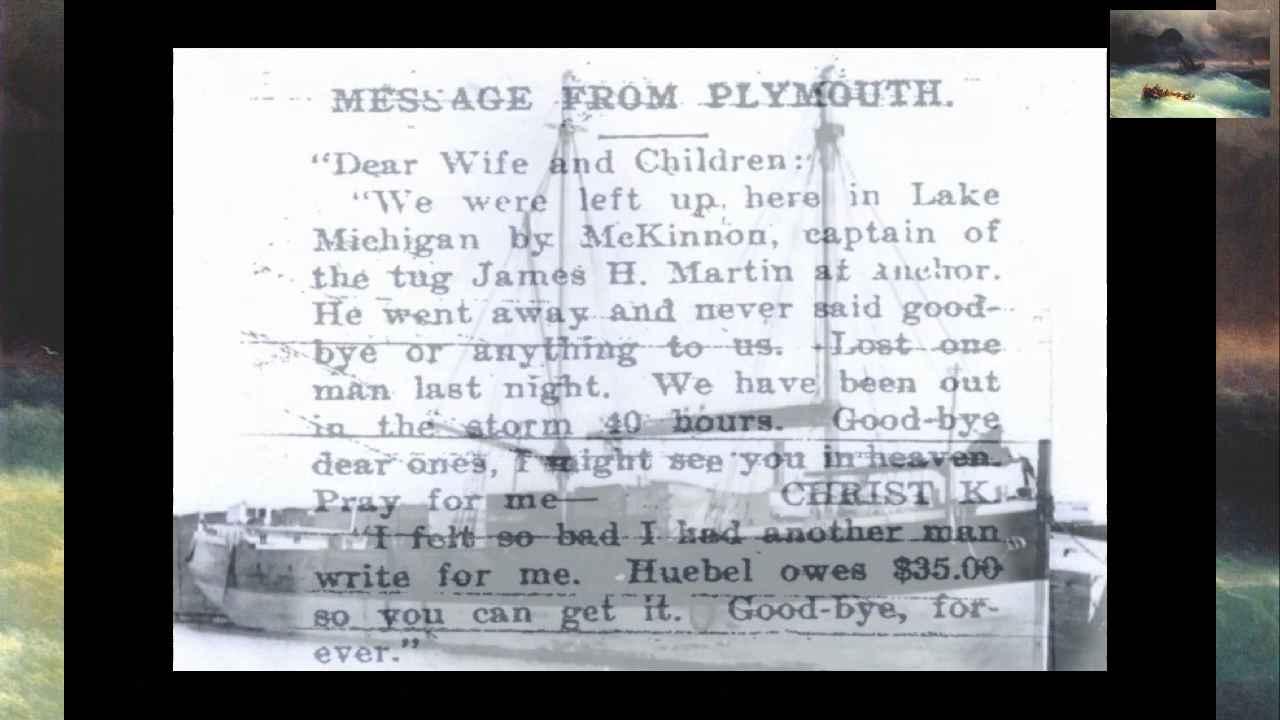 MESSAGE FROM PLYMOUTH.
“Dear Wife and Children:
“We were left up here in Lake
Michigan by McKinnon, captain of
the tug James H. Martin at anchor.
He went away and never said good-
bye or anything to us. Lost one
man last night. We have been out
in the storm 40 hours. Good-bye
dear ones, I might see you in heaven.
Pray for me— CHRIST K.
“I felt so bad I had another man
write for me. Huebel owes $35.00
so you can get it. Good-bye, for-
ever.”